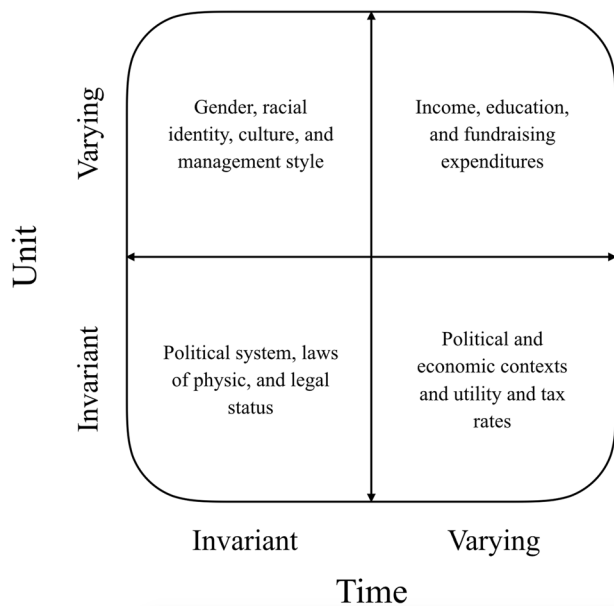 Varying
Gender, racial
identity, culture, and
management style
Income, education,
and fundraising
expenditures
Unit
Invariant
Political system, laws
of physic, and legal
status
Political and
economic contexts
and utility and tax
rates
Invariant
Varying
Time